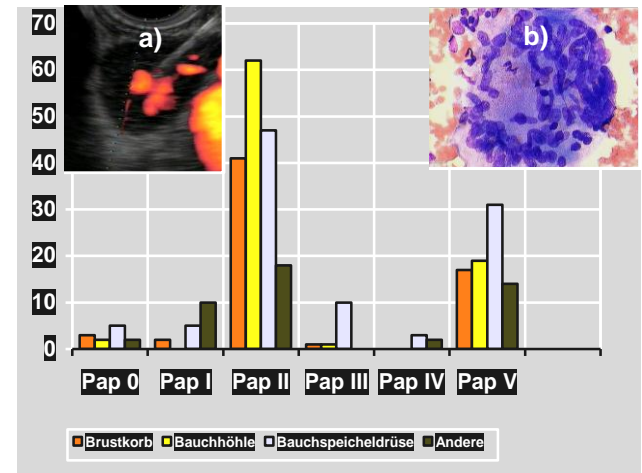 70
a)
b)
60
50
40
30
20
10
0
Pap 0 Pap I Pap II Pap III Pap IV Pap V
Brustkorb Bauchhöhle Bauchspeicheldrüse Andere